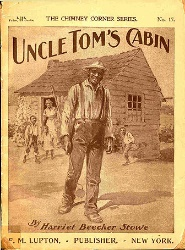 THE CHIMNEY CORNER SERIES.
No. 15.
UNCLE TOM'S CABIN
By Harriet Beecher Stowe
F. M. LUPTON, PUBLISHER, NEW YORK.